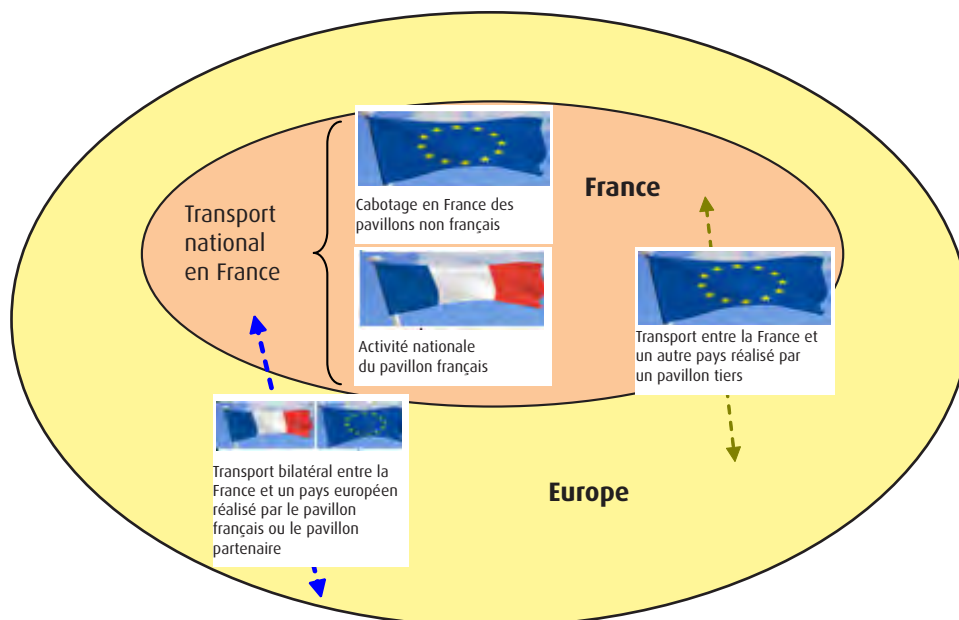 Transport
national
en France
Cabotage en France des
pavillons non français
Activité nationale
du pavillon français
France
Transport entre la France et
un autre pays réalisé par
un pavillon tiers
Transport bilatéral entre la
France et un pays européen
réalisé par le pavillon
français ou le pavillon
partenaire
Europe